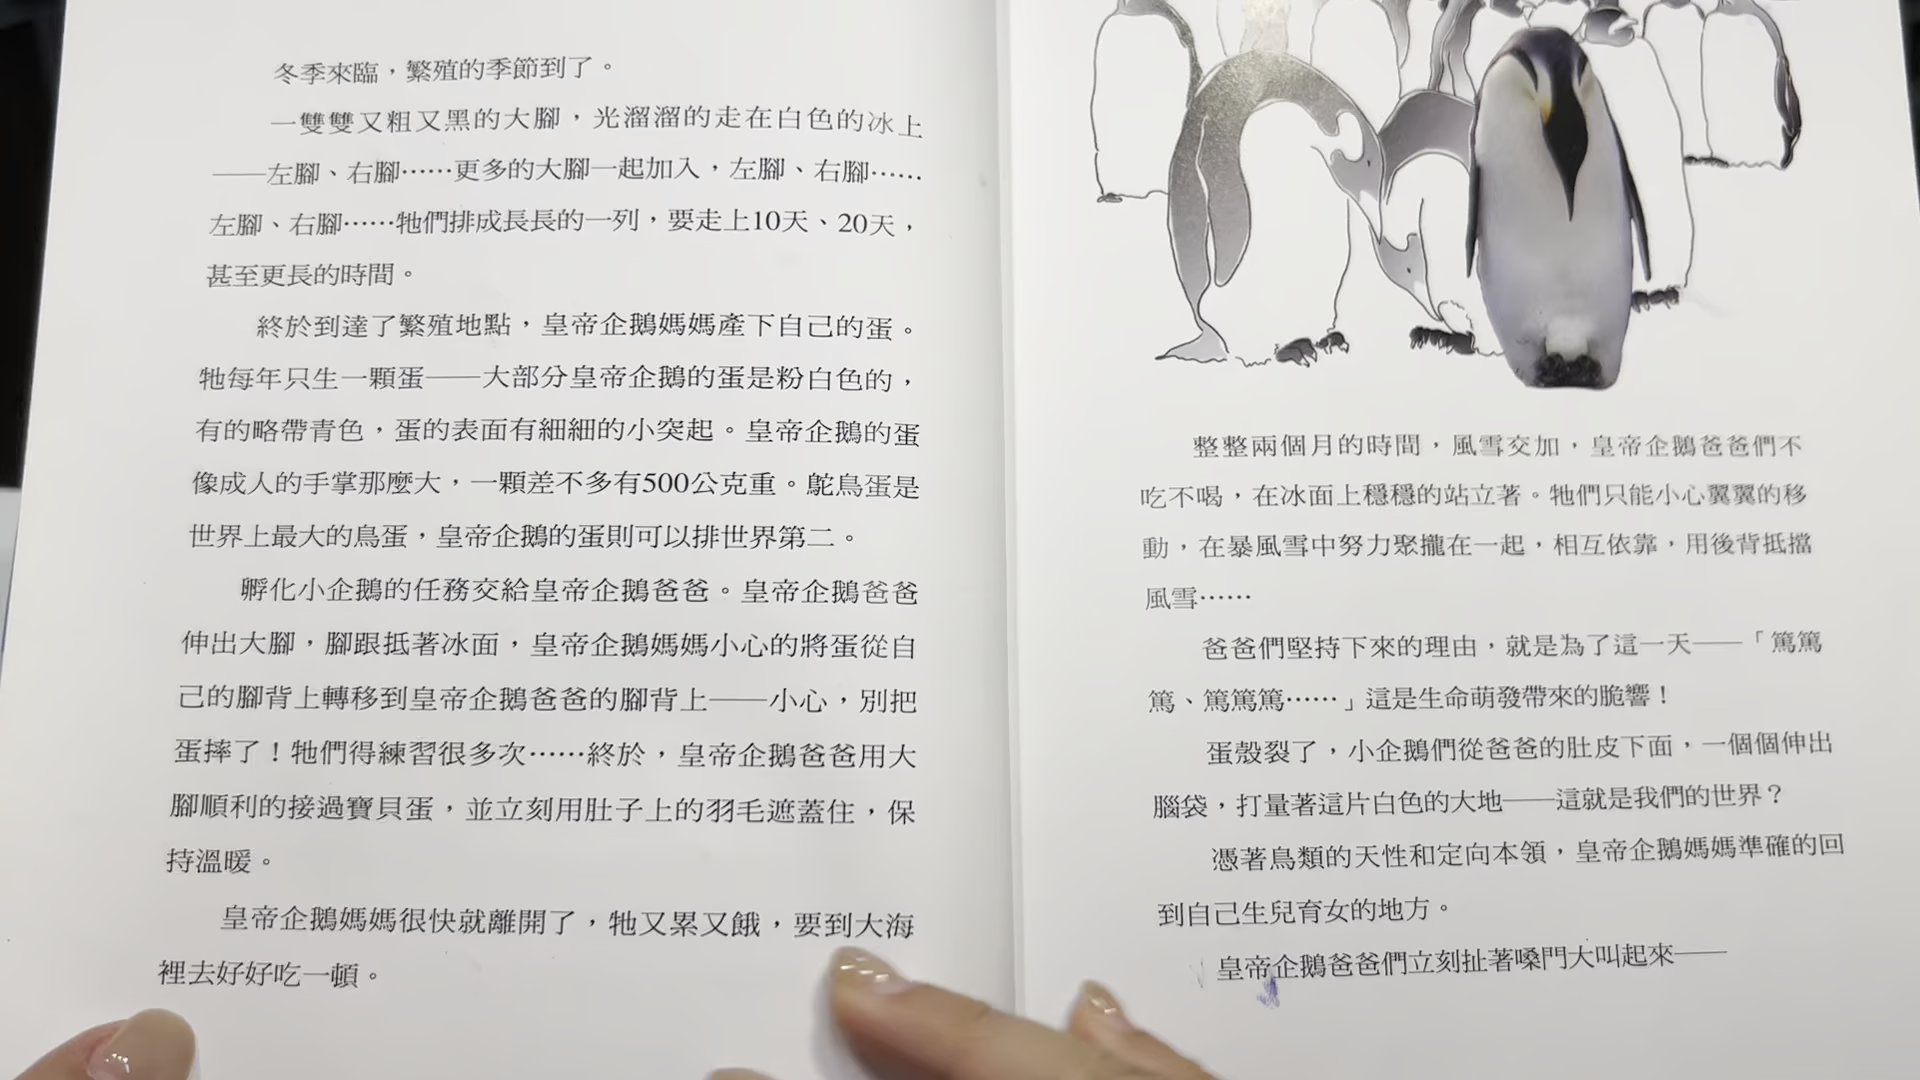 冬季來臨，繁殖的季節到了。
一雙雙又粗又黑的大腳，光溜溜的走在白色的冰上
──左腳、右腳……更多的大腳一起加入，左腳、右腳……
左腳、右腳……牠們排成長長的一列，要走上10天、20天，
甚至更長的時間。
終於到達了繁殖地點，皇帝企鵝媽媽產下自己的蛋。
牠每年只生一顆蛋──大部分皇帝企鵝的蛋是粉白色的，
有的略帶青色，蛋的表面有細細的小突起。皇帝企鵝的蛋
像成人的手掌那麼大，一顆差不多有500公克重。鴕鳥蛋是
世界上最大的鳥蛋，皇帝企鵝的蛋則可以排世界第二。
孵化小企鵝的任務交給皇帝企鵝爸爸。皇帝企鵝爸爸
伸出大腳，腳跟抵著冰面，皇帝企鵝媽媽小心的將蛋從自
己的腳背上轉移到皇帝企鵝爸爸的腳背上──小心，別把
蛋摔了！牠們得練習很多次……終於，皇帝企鵝爸爸用大
腳順利的接過寶貝蛋，並立刻用肚子上的羽毛遮蓋住，保
持溫暖。
皇帝企鵝媽媽很快就離開了，牠又累又餓，要到大海
裡去好好吃一頓。
整整兩個月的時間，風雪交加，皇帝企鵝爸爸們不
吃不喝，在冰面上穩穩的站立著。牠們只能小心翼翼的移
動，在暴風雪中努力聚攏在一起，相互依靠，用後背抵擋
風雪……
爸爸們堅持下來的理由，就是為了這一天──「篤篤
篤、篤篤篤……」這是生命萌發帶來的脆響！
蛋殼裂了，小企鵝們從爸爸的肚皮下面，一個個伸出
腦袋，打量著這片白色的大地──這就是我們的世界？
憑著鳥類的天性和定向本領，皇帝企鵝媽媽準確的回
到自己生兒育女的地方。
皇帝企鵝爸爸們立刻扯著嗓門大叫起來──